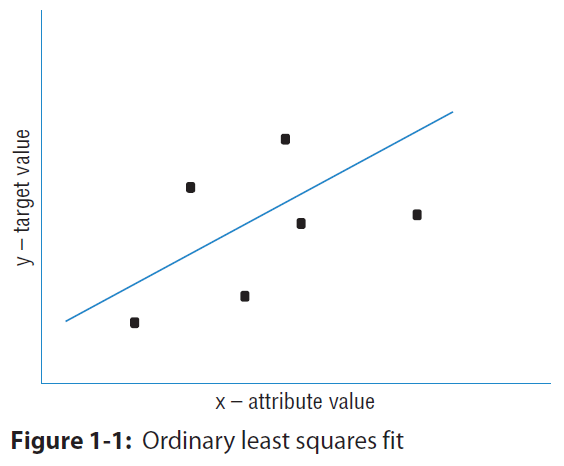 y – target value
x – attribute value
Figure 1-1: Ordinary least squares fit